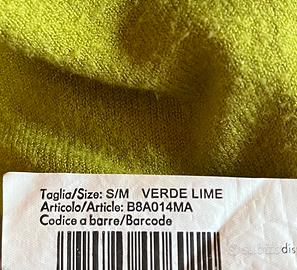 Taglia/Size: S/M VERDE LIME
Articolo/Article: B8A014MA
Codice a barre/Barcode